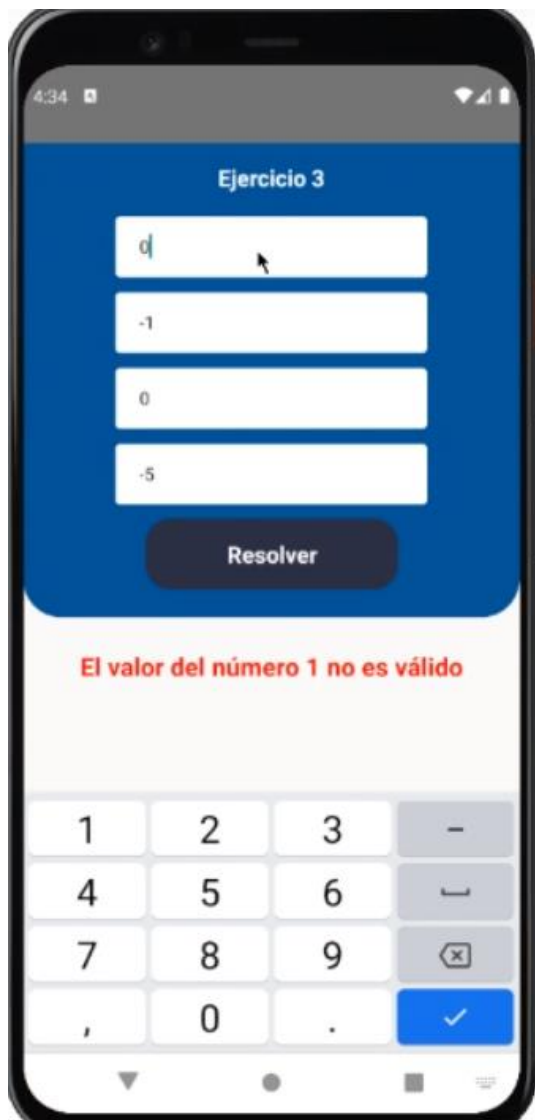 4:34
Ejercicio 3
0
-1
0
-5
Resolver
El valor del número 1 no es válido
1 2 3 -
4 5 6
7 8 9
, 0 .